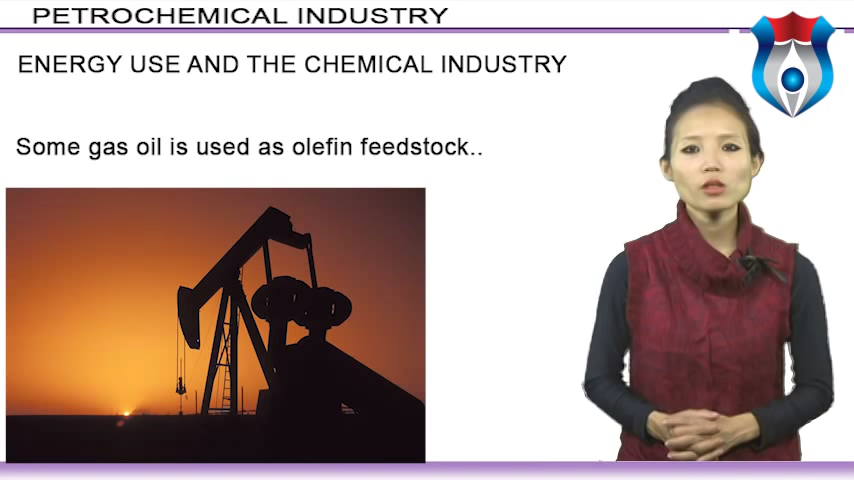 PETROCHEMICAL INDUSTRY
ENERGY USE AND THE CHEMICAL INDUSTRY
Some gas oil is used as olefin feedstock..